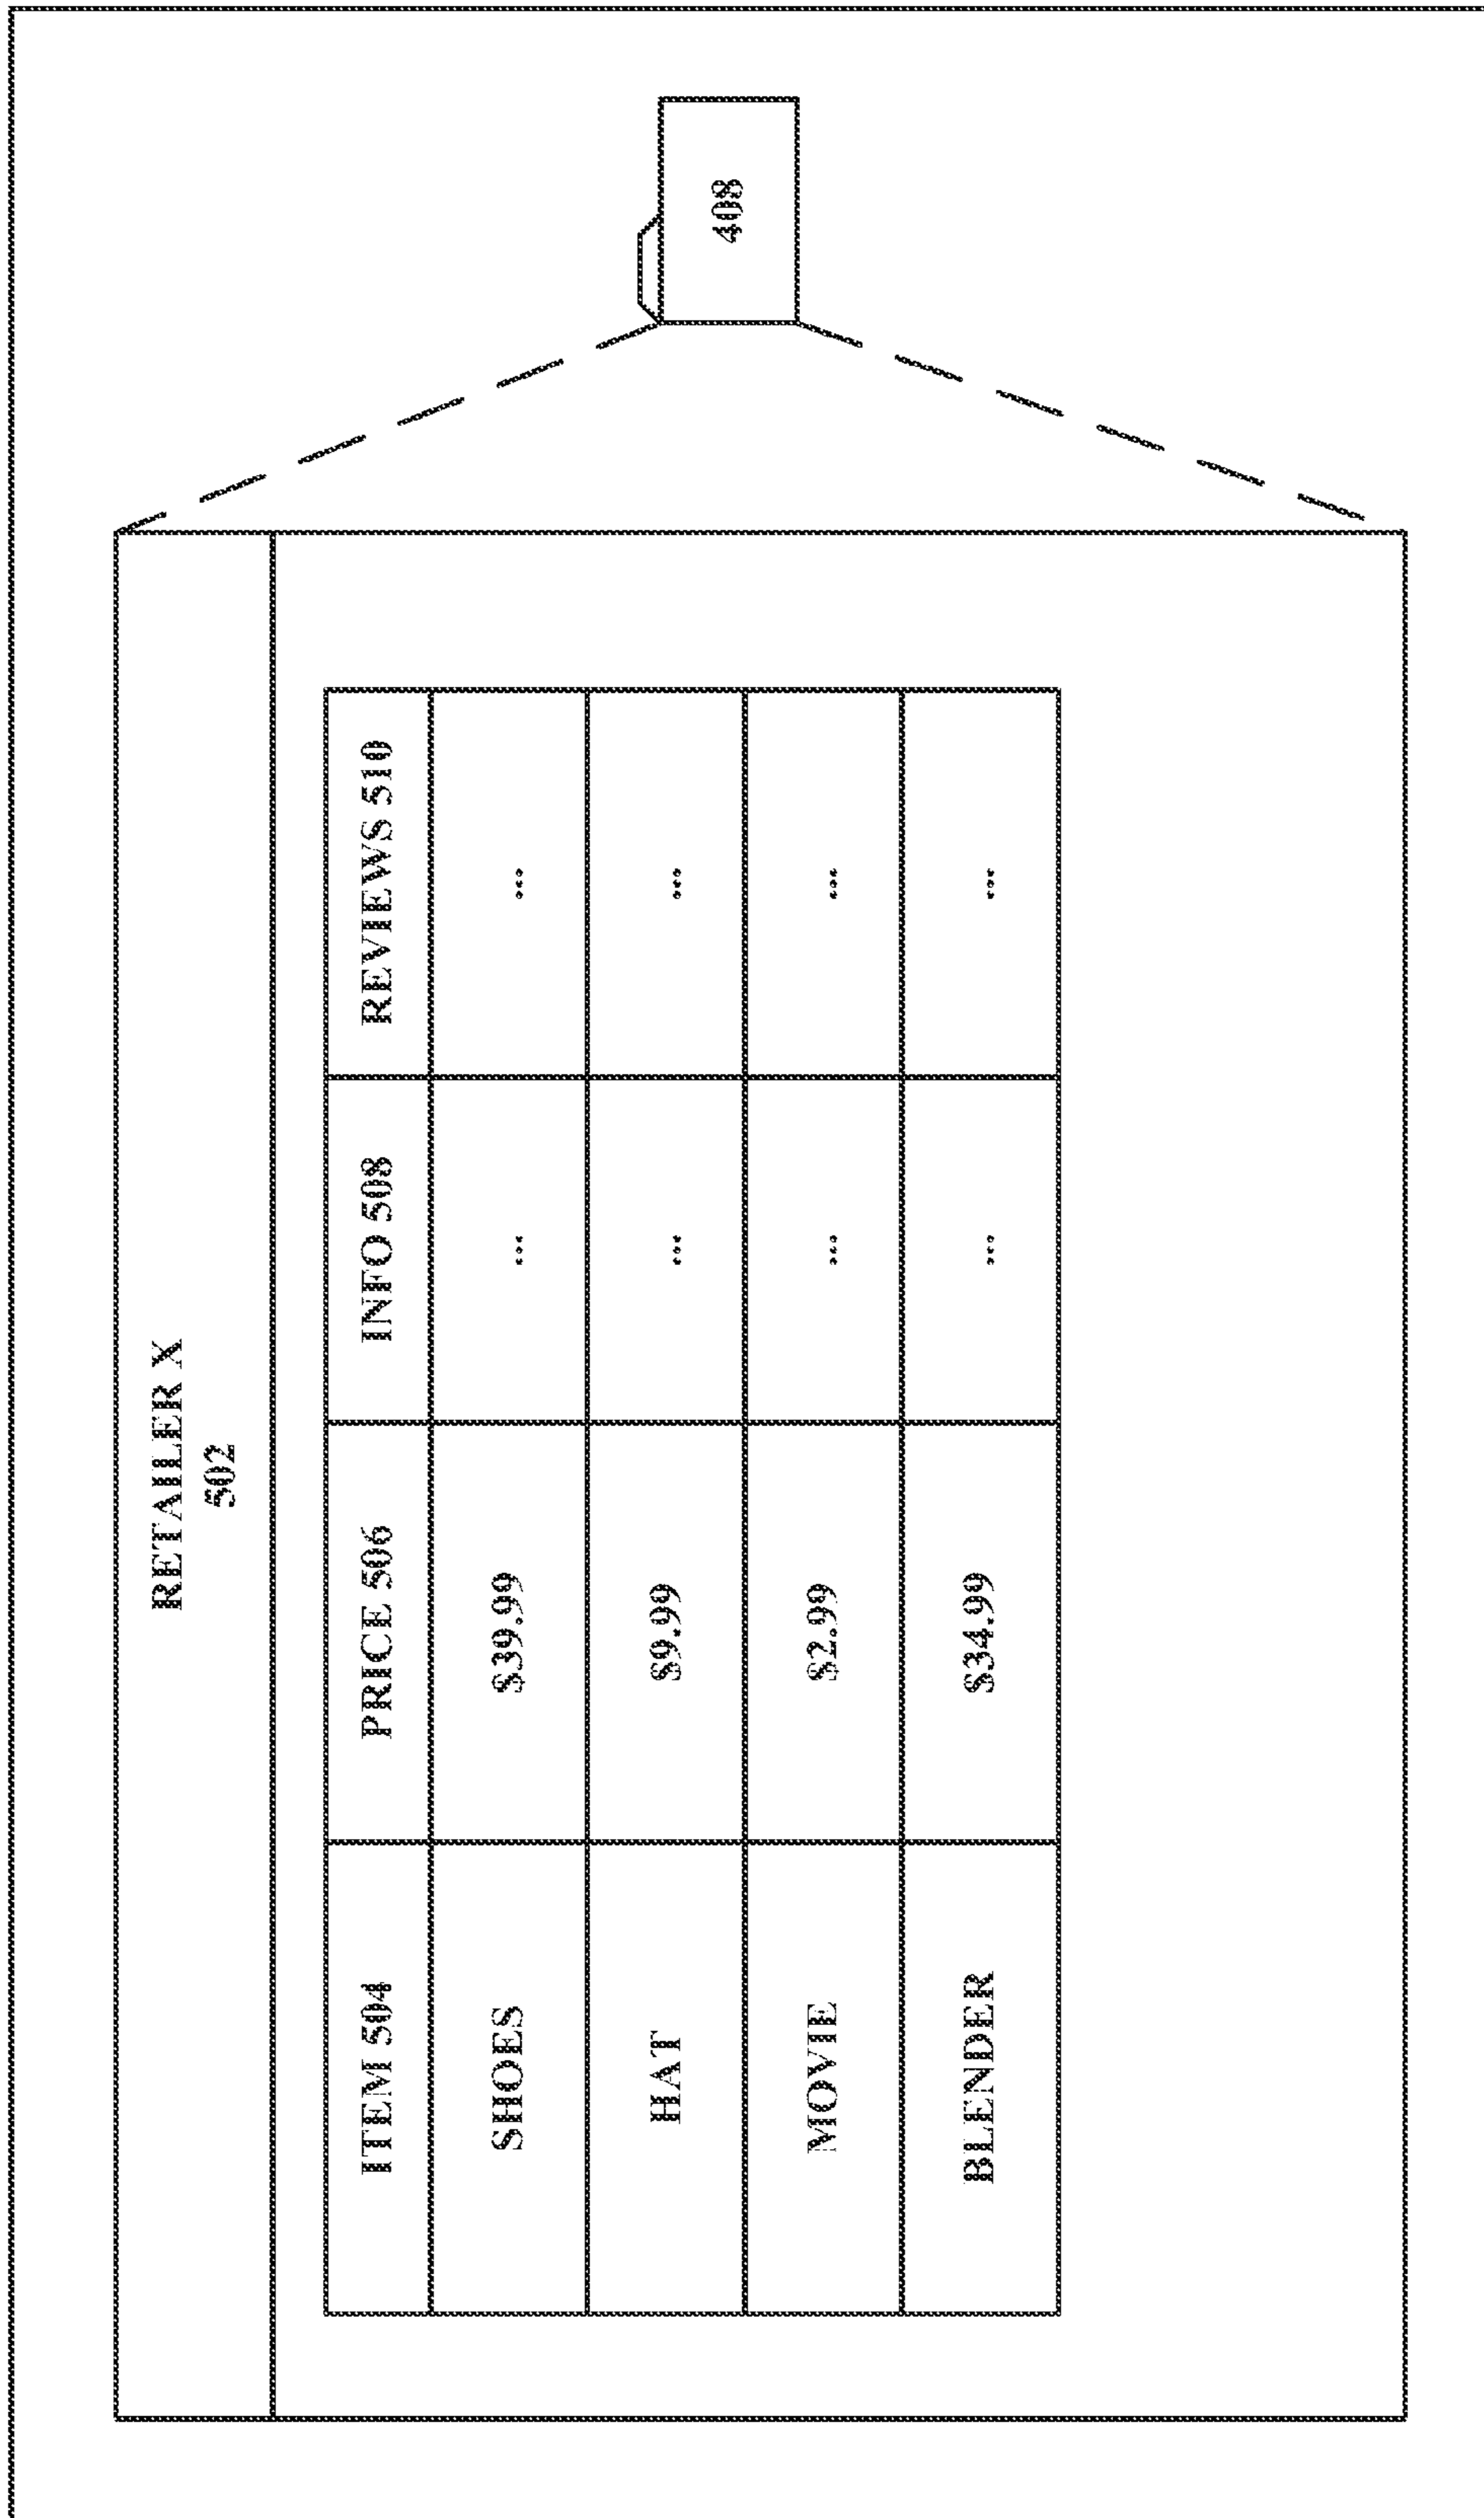 RETAILER X
502
ITEM 504 PRICE 506 INFO 508 REVIEWS 510
SHOES $39.99 ... ...
HAT $9.99 ... ...
MOVIE $2.99 ... ...
BLENDER $34.99 ... ...
408